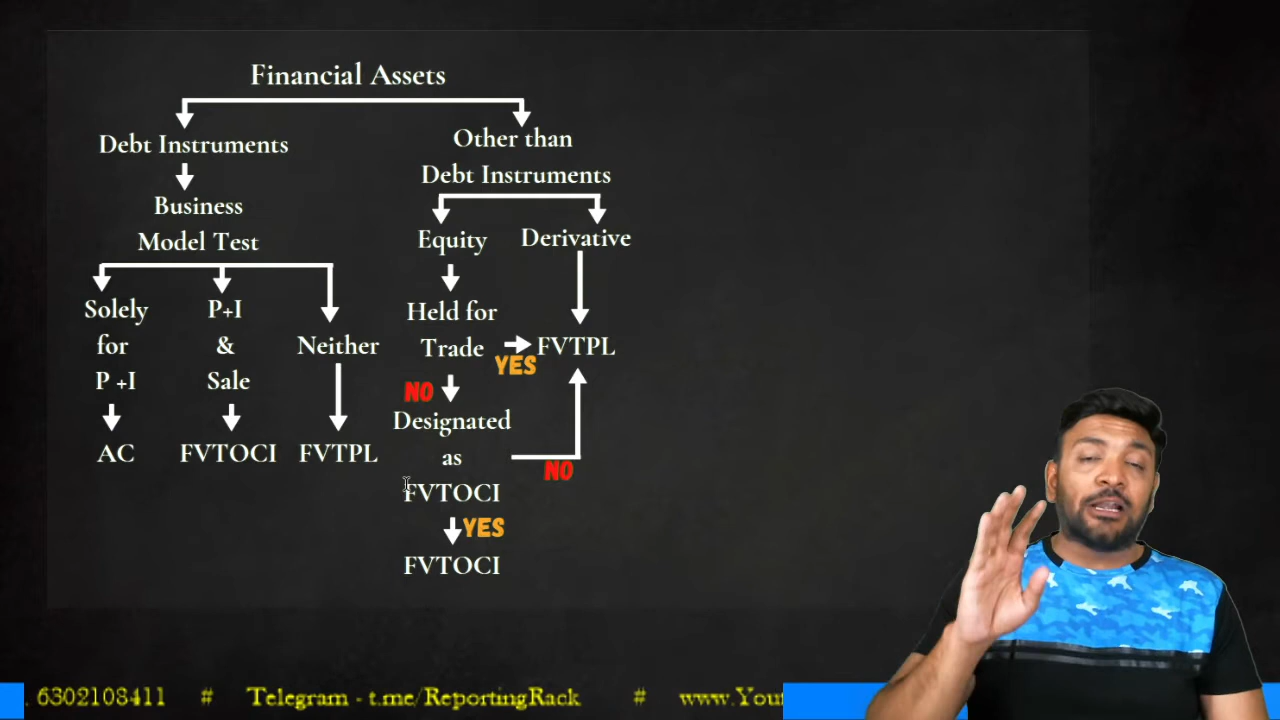 Financial Assets
Debt Instruments
Other than
Debt Instruments
Business
Model Test
Equity
Derivative
Solely
for
P +I
P+I
&
Sale
Neither
Held for
Trade
YES
FVTPL
NO
AC
FVTOCI
FVTPL
Designated
as
FVTOCI
NO
YES
FVTOCI
. 6302108411 # Telegram - t.me/ReportingRack # www.You